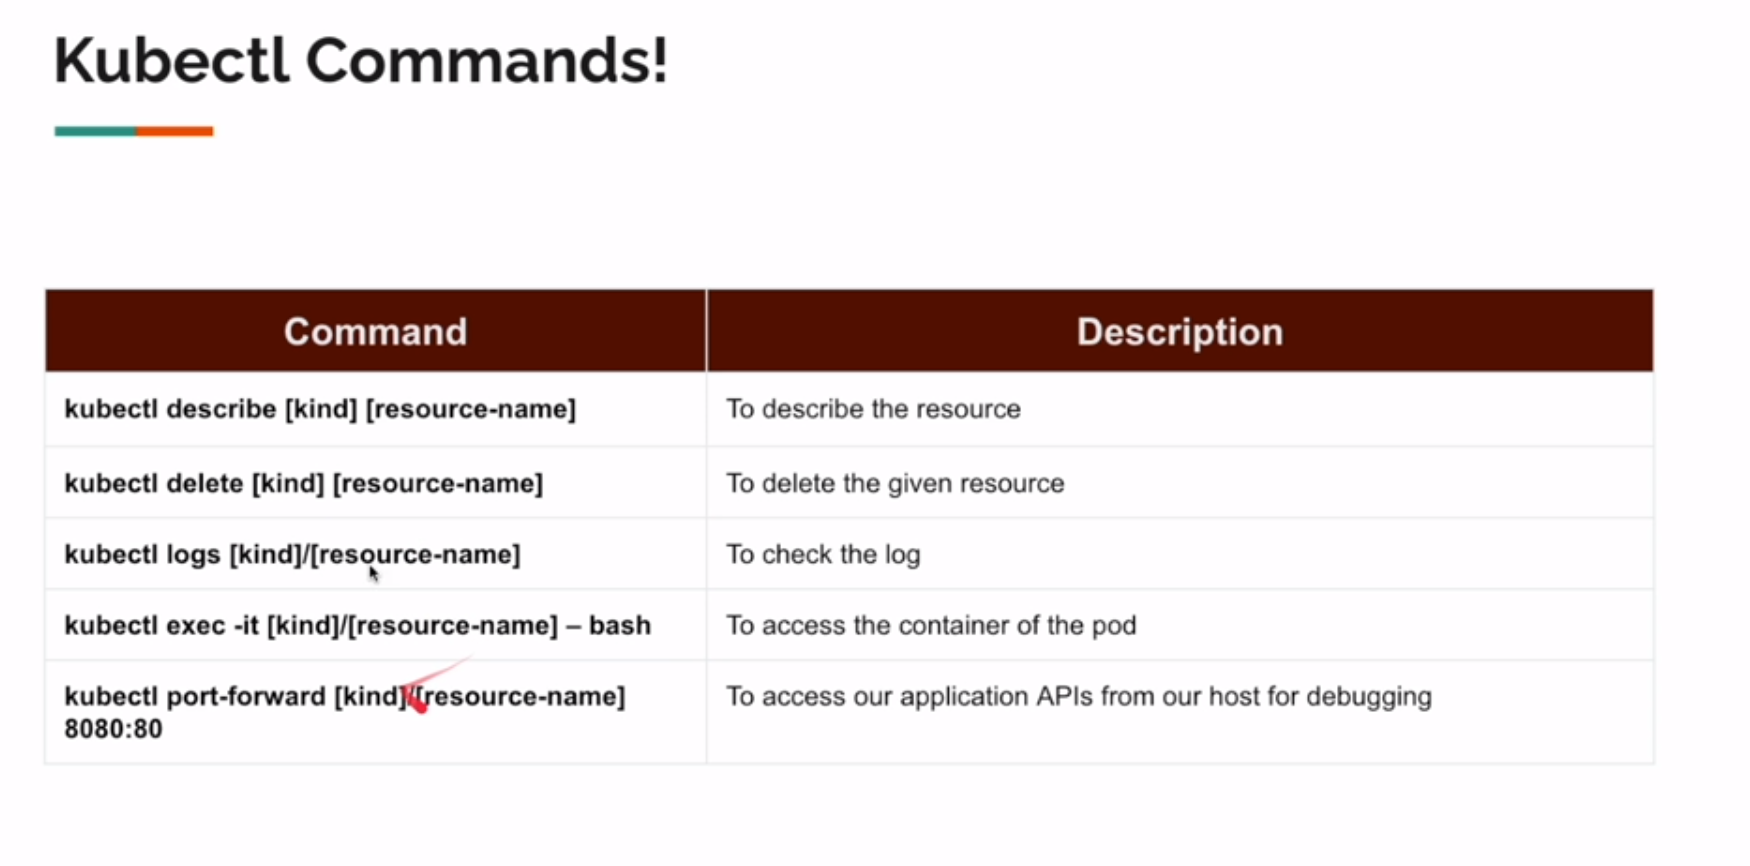 Kubectl Commands!
Command
Description
kubectl describe [kind] [resource-name]
To describe the resource
kubectl delete [kind] [resource-name]
To delete the given resource
kubectl logs [kind]/[resource-name]
To check the log
kubectl exec -it [kind]/[resource-name] – bash
To access the container of the pod
kubectl port-forward [kind]/[resource-name]
8080:80
To access our application APIs from our host for debugging